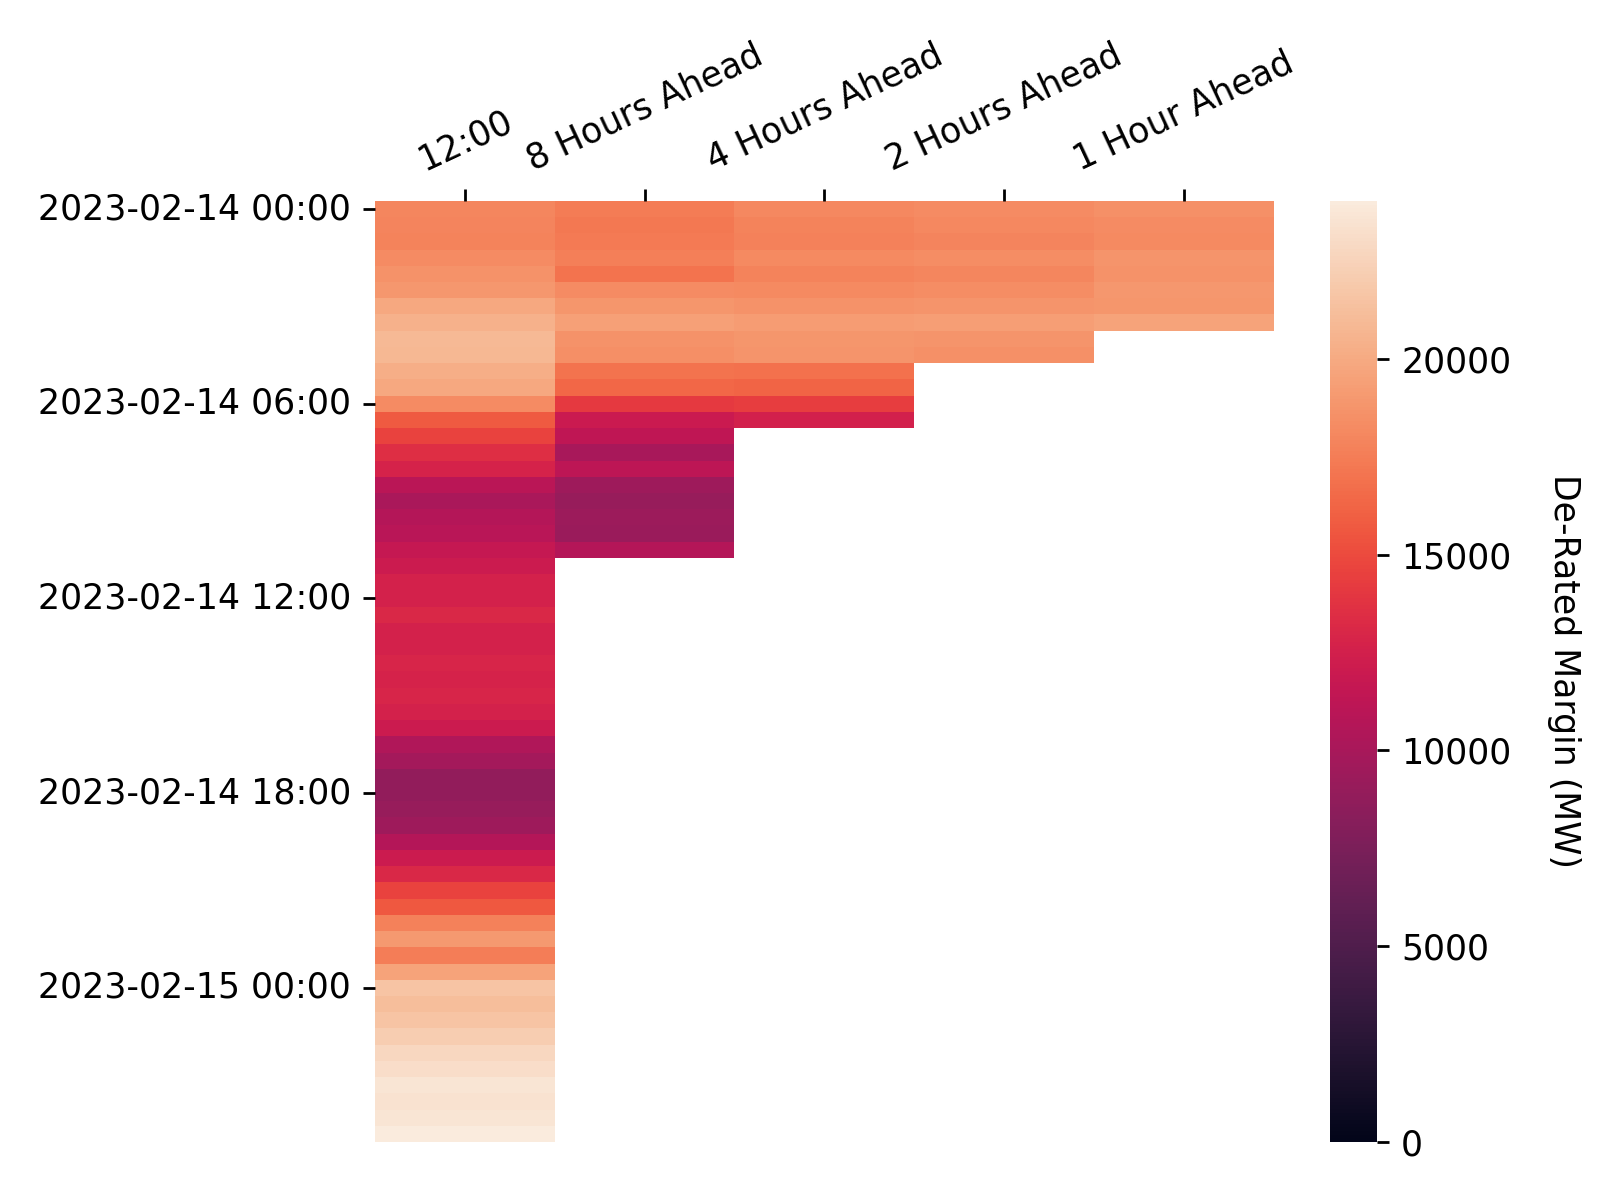 12:00
8 Hours Ahead
4 Hours Ahead
2 Hours Ahead
1 Hour Ahead
2023-02-14 00:00
2023-02-14 06:00
2023-02-14 12:00
2023-02-14 18:00
2023-02-15 00:00
20000
15000
10000
5000
0
De-Rated Margin (MW)